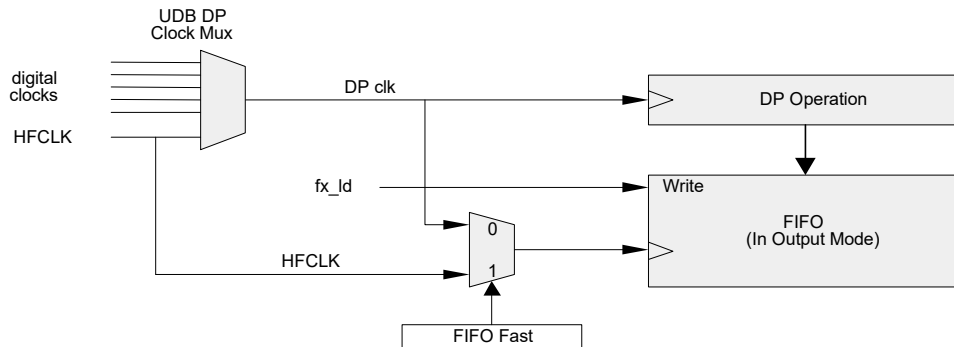 UDB DP
Clock Mux
digital
clocks
HFCLK
DP clk
DP Operation
fx_ld
Write
FIFO
(In Output Mode)
0
HFCLK
1
FIFO Fast